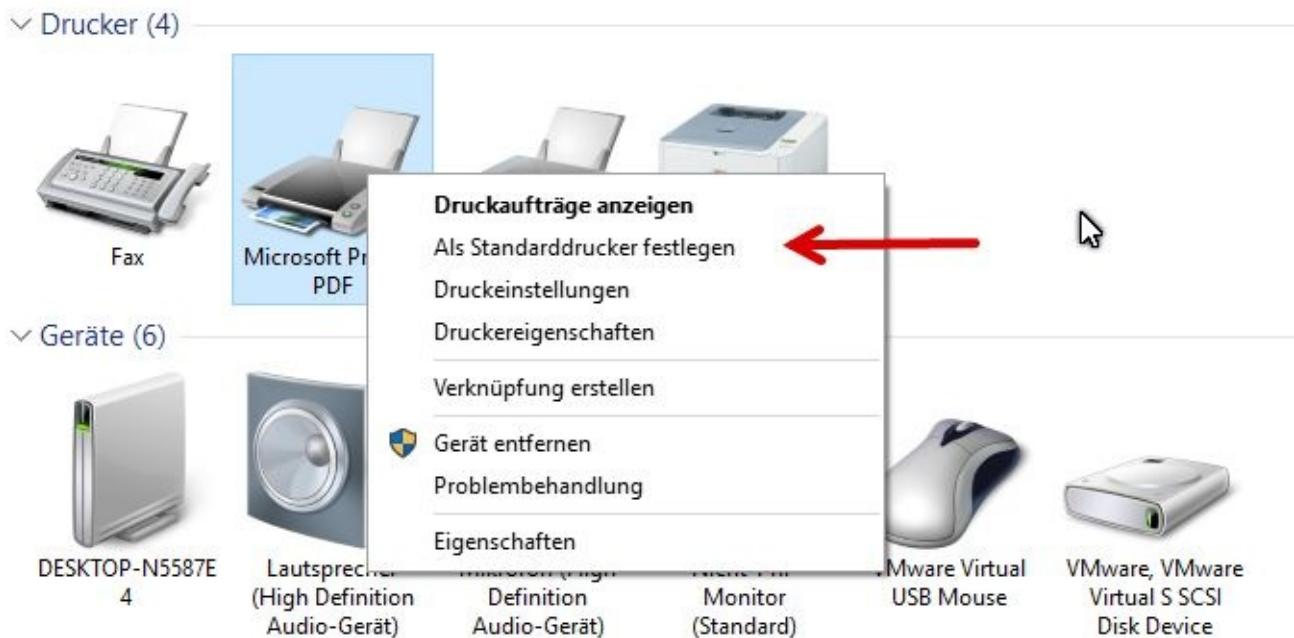 Drucker (4)
Fax
Microsoft Pr
PDF
Druckaufträge anzeigen
Als Standarddrucker festlegen
Druckeinstellungen
Druckereigenschaften
Verknüpfung erstellen
Gerät entfernen
Problembehandlung
Eigenschaften
Geräte (6)
DESKTOP-N5587E
4
Lautsprecher
(High Definition
Audio-Gerät)
Definition
Audio-Gerät)
Monitor
(Standard)
VMware Virtual
USB Mouse
VMware, VMware
Virtual S SCSI
Disk Device